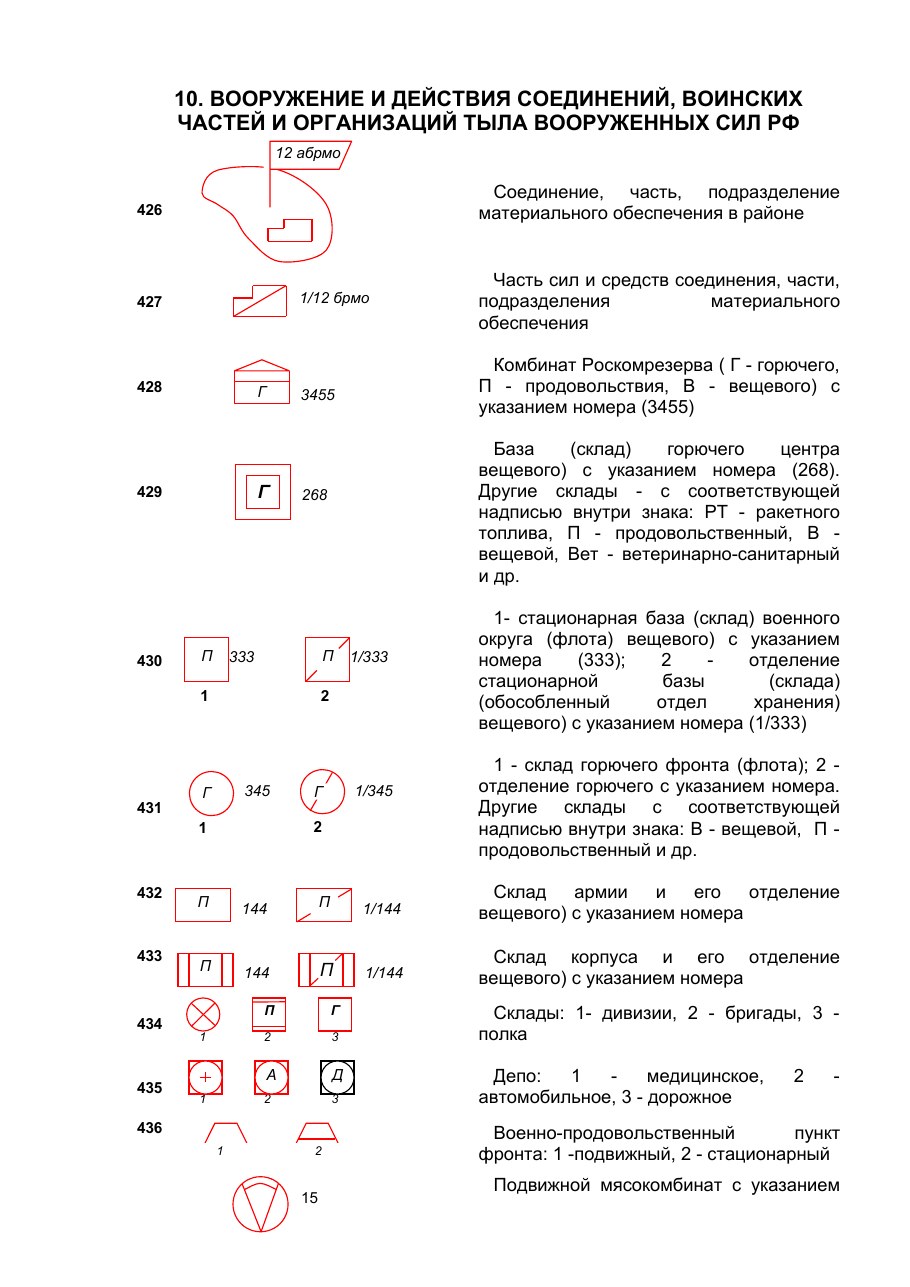 10. ВООРУЖЕНИЕ И ДЕЙСТВИЯ СОЕДИНЕНИЙ, ВОИНСКИХ
ЧАСТЕЙ И ОРГАНИЗАЦИЙ ТЫЛА ВООРУЖЕННЫХ СИЛ РФ
12 абрмо
426
Соединение, часть, подразделение
материального обеспечения в районе
427
1/12 брмо
Часть сил и средств соединения, части,
подразделения материального
обеспечения
428
Г
3455
Комбинат Роскомрезерва ( Г - горючего,
П - продовольствия, В - вещевого) с
указанием номера (3455)
429
Г
268
База (склад) горючего центра
вещевого) с указанием номера (268).
Другие склады - с соответствующей
надписью внутри знака: РТ - ракетного
топлива, П - продовольственный, В -
вещевой, Вет - ветеринарно-санитарный
и др.
430
П 333
П 1/333
1
2
1- стационарная база (склад) военного
округа (флота) вещевого) с указанием
номера (333); 2 - отделение
стационарной базы (склада)
(обособленный отдел хранения)
вещевого) с указанием номера (1/333)
431
Г 345
Г 1/345
1
2
1 - склад горючего фронта (флота); 2 -
отделение горючего с указанием номера.
Другие склады с соответствующей
надписью внутри знака: В - вещевой, П -
продовольственный и др.
432
П 144
П 1/144
Склад армии и его отделение
вещевого) с указанием номера
433
П 144
П 1/144
Склад корпуса и его отделение
вещевого) с указанием номера
434
П Г
1 2 3
Склады: 1- дивизии, 2 - бригады, 3 -
полка
435
А Д
1 2 3
Депо: 1 - медицинское, 2 -
автомобильное, 3 - дорожное
436
1 2
Военно-продовольственный пункт
фронта: 1 -подвижный, 2 - стационарный
15
Подвижной мясокомбинат с указанием